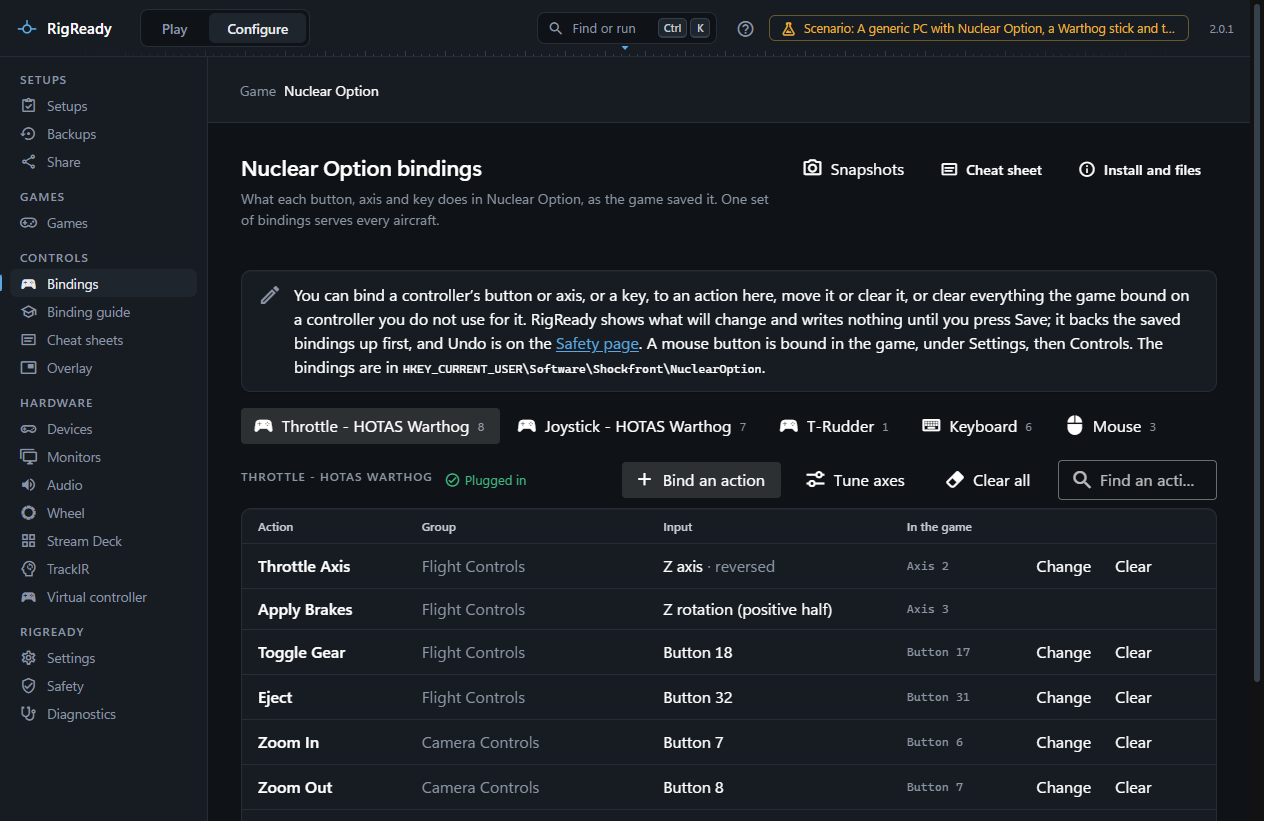 RigReady
Play
Configure
Find or run
Ctrl
K
Scenario: A generic PC with Nuclear Option, a Warthog stick and t...
2.0.1
SETUPS
Setups
Backups
Share
GAMES
Games
CONTROLS
Bindings
Binding guide
Cheat sheets
Overlay
HARDWARE
Devices
Monitors
Audio
Wheel
Stream Deck
TrackIR
Virtual controller
RIGREADY
Settings
Safety
Diagnostics
Game Nuclear Option
Nuclear Option bindings
What each button, axis and key does in Nuclear Option, as the game saved it. One set
of bindings serves every aircraft.
Snapshots
Cheat sheet
Install and files
You can bind a controller’s button or axis, or a key, to an action here, move it or clear it, or clear everything the game bound on
a controller you do not use for it. RigReady shows what will change and writes nothing until you press Save; it backs the saved
bindings up first, and Undo is on the Safety page. A mouse button is bound in the game, under Settings, then Controls. The
bindings are in HKEY_CURRENT_USER\Software\Shockfront\NuclearOption.
Throttle - HOTAS Warthog 8
Joystick - HOTAS Warthog 7
T-Rudder 1
Keyboard 6
Mouse 3
THROTTLE - HOTAS WARTHOG
Plugged in
Bind an action
Tune axes
Clear all
Find an acti...
Action Group Input In the game
Throttle Axis Flight Controls Z axis · reversed Axis 2 Change Clear
Apply Brakes Flight Controls Z rotation (positive half) Axis 3
Toggle Gear Flight Controls Button 18 Button 17 Change Clear
Eject Flight Controls Button 32 Button 31 Change Clear
Zoom In Camera Controls Button 7 Button 6 Change Clear
Zoom Out Camera Controls Button 8 Button 7 Change Clear